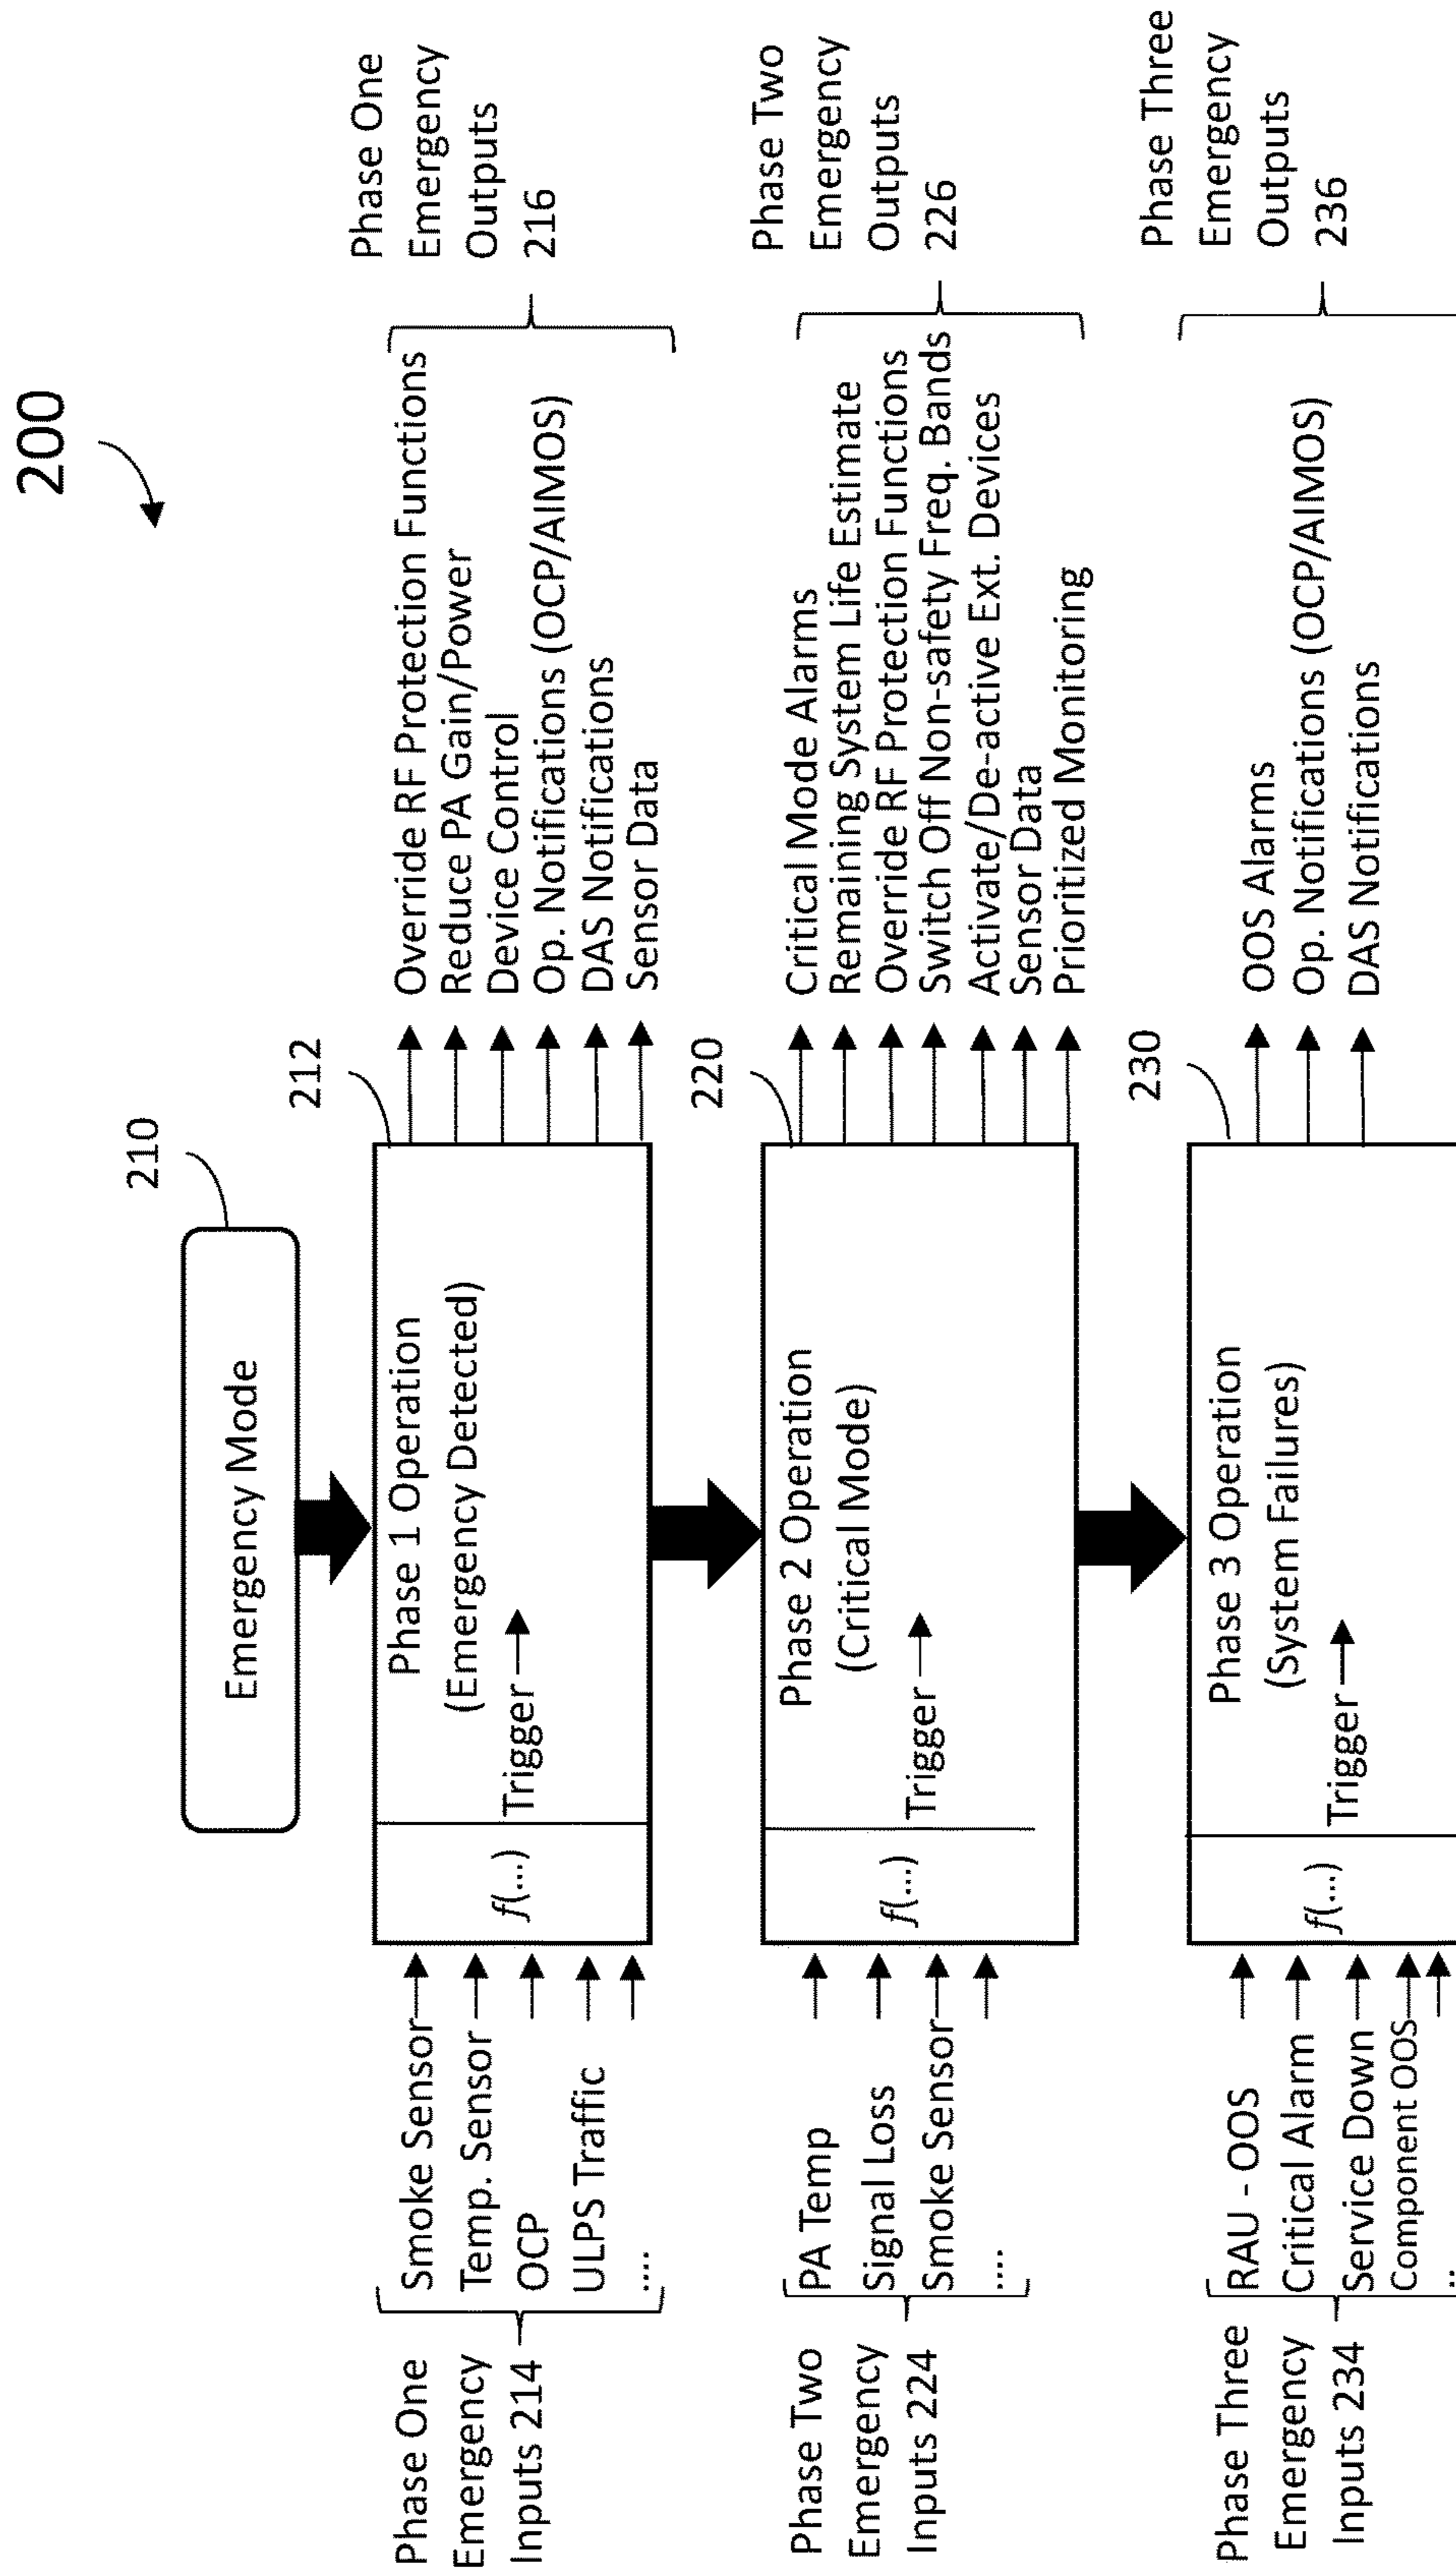 200
Emergency Mode
210
212
Phase One
Emergency
Inputs 214
Smoke Sensor
Temp. Sensor
OCP
ULPS Traffic
....
f(...)
Phase 1 Operation
(Emergency Detected)
Trigger
Override RF Protection Functions
Reduce PA Gain/Power
Device Control
Op. Notifications (OCP/AIMOS)
DAS Notifications
Sensor Data
Phase One
Emergency
Outputs
216
220
Phase Two
Emergency
Inputs 224
PA Temp
Signal Loss
Smoke Sensor
....
f(...)
Phase 2 Operation
(Critical Mode)
Trigger
Critical Mode Alarms
Remaining System Life Estimate
Override RF Protection Functions
Switch Off Non-safety Freq. Bands
Activate/De-active Ext. Devices
Sensor Data
Prioritized Monitoring
Phase Two
Emergency
Outputs
226
230
Phase Three
Emergency
Inputs 234
RAU - OOS
Critical Alarm
Service Down
Component OOS
..
f(...)
Phase 3 Operation
(System Failures)
Trigger
OOS Alarms
Op. Notifications (OCP/AIMOS)
DAS Notifications
Phase Three
Emergency
Outputs
236